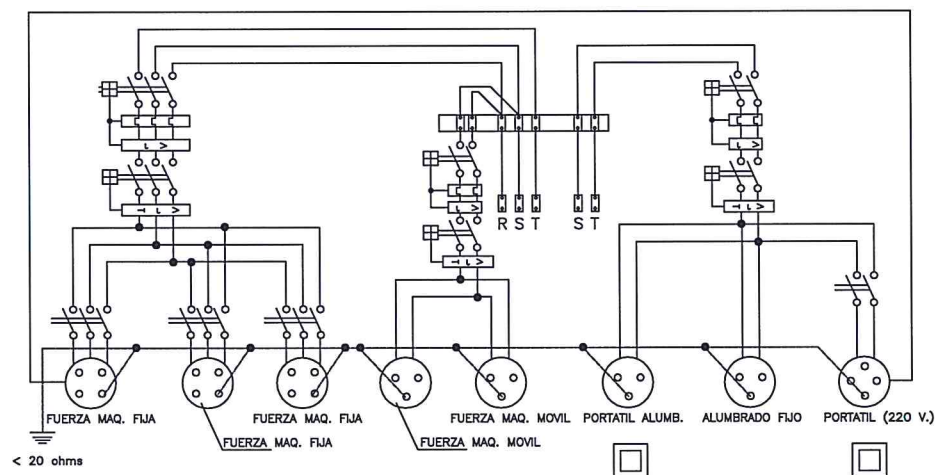 R S T S T
FUERZA MAQ. FIJA
FUERZA MAQ. FIJA
FUERZA MAQ. MOVIL
PORTATIL ALUMB.
ALUMBRADO FIJO
PORTATIL (220 V.)
FUERZA MAQ. FIJA
FUERZA MAQ. MOVIL
< 20 ohms